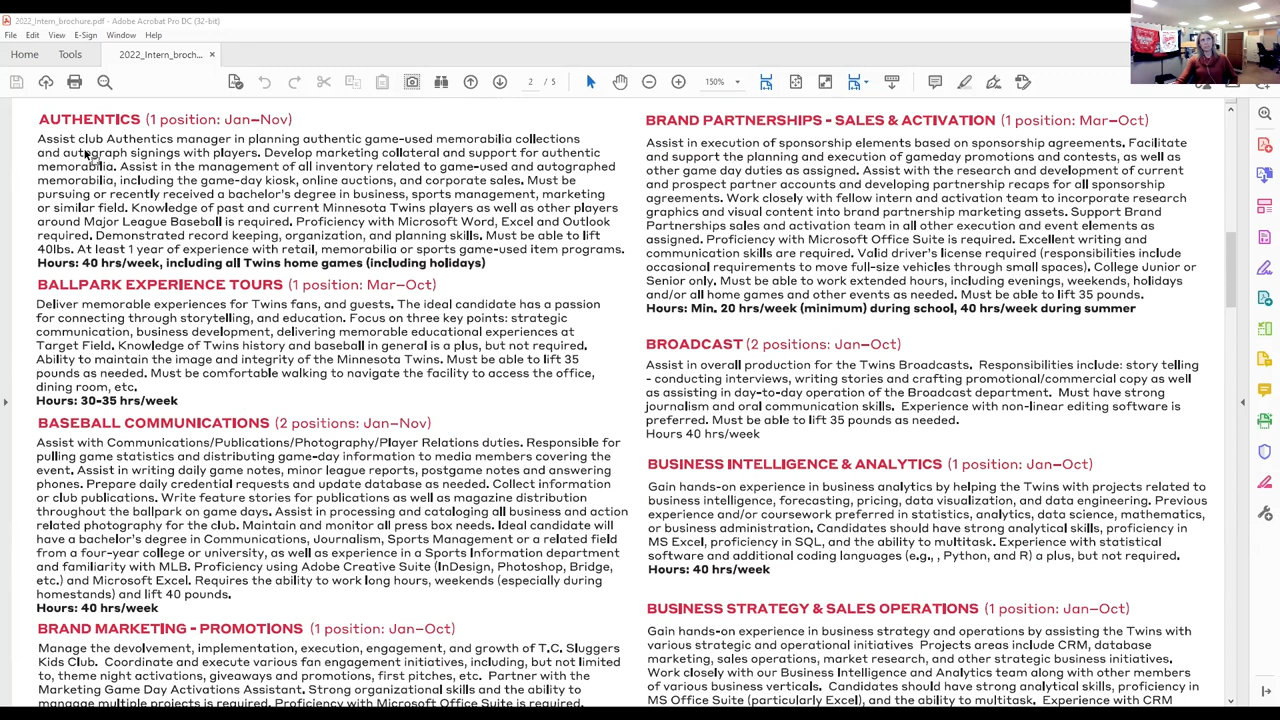 2022_Intern_brochure.pdf - Adobe Acrobat Pro DC (32-bit)
File Edit View E-Sign Window Help
Home Tools 2022_Intern_broch... ×
2 / 5 150%
AUTHENTICS (1 position: Jan–Nov)
Assist club Authentics manager in planning authentic game-used memorabilia collections
and autograph signings with players. Develop marketing collateral and support for authentic
memorabilia. Assist in the management of all inventory related to game-used and autographed
memorabilia, including the game-day kiosk, online auctions, and corporate sales. Must be
pursuing or recently received a bachelor's degree in business, sports management, marketing
or similar field. Knowledge of past and current Minnesota Twins players as well as other players
around Major League Baseball is required. Proficiency with Microsoft Word, Excel and Outlook
required. Demonstrated record keeping, organization, and planning skills. Must be able to lift
40lbs. At least 1 year of experience with retail, memorabilia or sports game-used item programs.
Hours: 40 hrs/week, including all Twins home games (including holidays)
BALLPARK EXPERIENCE TOURS (1 position: Mar–Oct)
Deliver memorable experiences for Twins fans, and guests. The ideal candidate has a passion
for connecting through storytelling, and education. Focus on three key points: strategic
communication, business development, delivering memorable educational experiences at
Target Field. Knowledge of Twins history and baseball in general is a plus, but not required.
Ability to maintain the image and integrity of the Minnesota Twins. Must be able to lift 35
pounds as needed. Must be comfortable walking to navigate the facility to access the office,
dining room, etc.
Hours: 30-35 hrs/week
BASEBALL COMMUNICATIONS (2 positions: Jan–Nov)
Assist with Communications/Publications/Photography/Player Relations duties. Responsible for
pulling game statistics and distributing game-day information to media members covering the
event. Assist in writing daily game notes, minor league reports, postgame notes and answering
phones. Prepare daily credential requests and update database as needed. Collect information
or club publications. Write feature stories for publications as well as magazine distribution
throughout the ballpark on game days. Assist in processing and cataloging all business and action
related photography for the club. Maintain and monitor all press box needs. Ideal candidate will
have a bachelor's degree in Communications, Journalism, Sports Management or a related field
from a four-year college or university, as well as experience in a Sports Information department
and familiarity with MLB. Proficiency using Adobe Creative Suite (InDesign, Photoshop, Bridge,
etc.) and Microsoft Excel. Requires the ability to work long hours, weekends (especially during
homestands) and lift 40 pounds.
Hours: 40 hrs/week
BRAND MARKETING - PROMOTIONS (1 position: Jan–Oct)
Manage the devolvement, implementation, execution, engagement, and growth of T.C. Sluggers
Kids Club. Coordinate and execute various fan engagement initiatives, including, but not limited
to, theme night activations, giveaways and promotions, first pitches, etc. Partner with the
Marketing Game Day Activations Assistant. Strong organizational skills and the ability to
manage multiple projects is required. Proficiency with Microsoft Office Suite is required.
BRAND PARTNERSHIPS - SALES & ACTIVATION (1 position: Mar–Oct)
Assist in execution of sponsorship elements based on sponsorship agreements. Facilitate
and support the planning and execution of gameday promotions and contests, as well as
other game day duties as assigned. Assist with the research and development of current
and prospect partner accounts and developing partnership recaps for all sponsorship
agreements. Work closely with fellow intern and activation team to incorporate research
graphics and visual content into brand partnership marketing assets. Support Brand
Partnerships sales and activation team in all other execution and event elements as
assigned. Proficiency with Microsoft Office Suite is required. Excellent writing and
communication skills are required. Valid driver's license required (responsibilities include
occasional requirements to move full-size vehicles through small spaces). College Junior or
Senior only. Must be able to work extended hours, including evenings, weekends, holidays
and/or all home games and other events as needed. Must be able to lift 35 pounds.
Hours: Min. 20 hrs/week (minimum) during school, 40 hrs/week during summer
BROADCAST (2 positions: Jan–Oct)
Assist in overall production for the Twins Broadcasts. Responsibilities include: story telling
- conducting interviews, writing stories and crafting promotional/commercial copy as well
as assisting in day-to-day operation of the Broadcast department. Must have strong
journalism and oral communication skills. Experience with non-linear editing software is
preferred. Must be able to lift 35 pounds as needed.
Hours 40 hrs/week
BUSINESS INTELLIGENCE & ANALYTICS (1 position: Jan–Oct)
Gain hands-on experience in business analytics by helping the Twins with projects related to
business intelligence, forecasting, pricing, data visualization, and data engineering. Previous
experience and/or coursework preferred in statistics, analytics, data science, mathematics,
or business administration. Candidates should have strong analytical skills, proficiency in
MS Excel, proficiency in SQL, and the ability to multitask. Experience with statistical
software and additional coding languages (e.g., , Python, and R) a plus, but not required.
Hours: 40 hrs/week
BUSINESS STRATEGY & SALES OPERATIONS (1 position: Jan–Oct)
Gain hands-on experience in business strategy and operations by assisting the Twins with
various strategic and operational initiatives Projects areas include CRM, database
marketing, sales operations, market research, and other strategic business initiatives.
Work closely with our Business Intelligence and Analytics team along with other members
of various business verticals. Candidates should have strong analytical skills, proficiency in
MS Office Suite (particularly Excel), and the ability to multitask. Experience with CRM